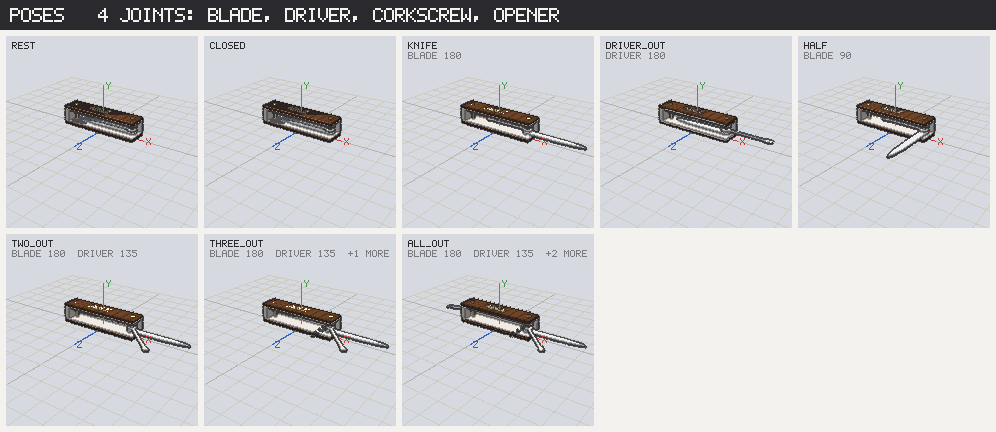 POSES 4 JOINTS: BLADE, DRIVER, CORKSCREW, OPENER
REST
Y
X
Z
CLOSED
Y
X
Z
KNIFE
BLADE 180
Y
X
Z
DRIVER_OUT
DRIVER 180
Y
X
Z
HALF
BLADE 90
Y
X
Z
TWO_OUT
BLADE 180 DRIVER 135
Y
X
Z
THREE_OUT
BLADE 180 DRIVER 135 +1 MORE
Y
X
Z
ALL_OUT
BLADE 180 DRIVER 135 +2 MORE
Y
X
Z